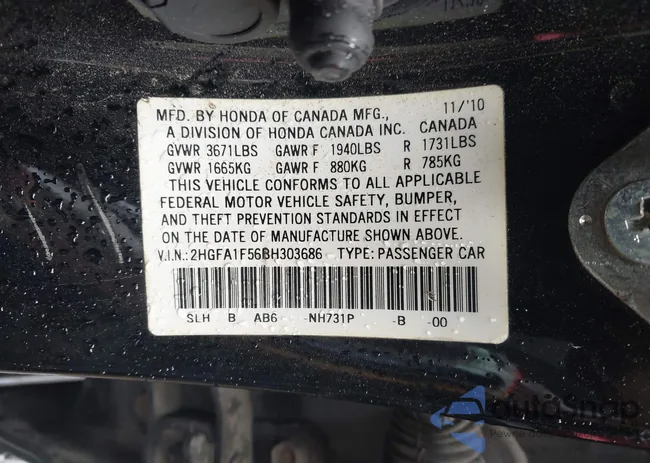 MFD. BY HONDA OF CANADA MFG., 11/'10
A DIVISION OF HONDA CANADA INC. CANADA
GVWR 3671LBS GAWR F 1940LBS R 1731LBS
GVWR 1665KG GAWR F 880KG R 785KG
THIS VEHICLE CONFORMS TO ALL APPLICABLE
FEDERAL MOTOR VEHICLE SAFETY, BUMPER,
AND THEFT PREVENTION STANDARDS IN EFFECT
ON THE DATE OF MANUFACTURE SHOWN ABOVE.
V.I.N.:2HGFA1F56BH303686 TYPE:PASSENGER CAR
SLH B AB6 -NH731P -B -00
autoSnap